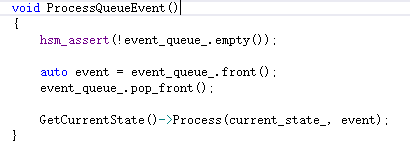 void ProcessQueueEvent()
{
    hsm_assert(!event_queue_.empty());

    auto event = event_queue_.front();
    event_queue_.pop_front();

    GetCurrentState()->Process(current_state_, event);
}